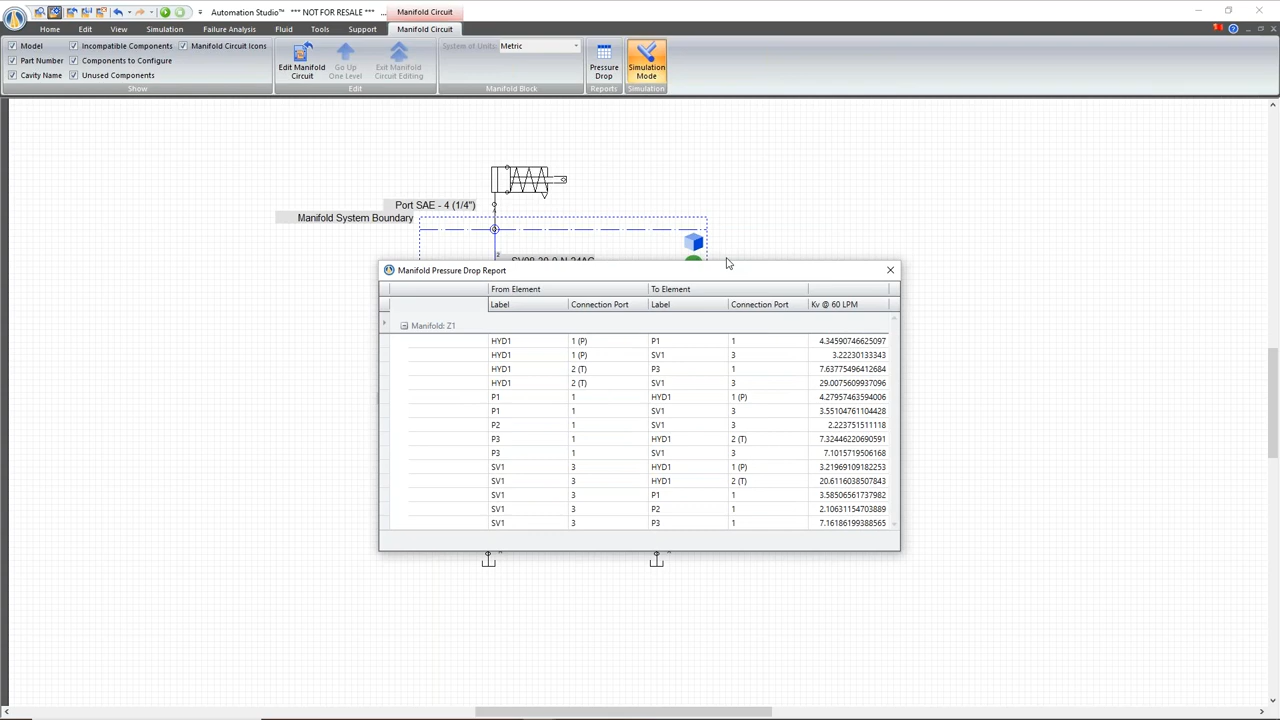 Automation Studio™ *** NOT FOR RESALE *** ... Manifold Circuit
Home Edit View Simulation Failure Analysis Fluid Tools Support Manifold Circuit
Model Incompatible Components Manifold Circuit Icons
Part Number Components to Configure
Cavity Name Unused Components
Show
Edit Manifold Circuit
Go Up One Level
Exit Manifold Circuit Editing
Edit
System of Units: Metric
Manifold Block
Pressure Drop
Reports
Simulation Mode
Simulation
Port SAE - 4 (1/4")
Manifold System Boundary
2
Manifold Pressure Drop Report
From Element To Element
Label Connection Port Label Connection Port Kv @ 60 LPM
Manifold: Z1
HYD1 1 (P) P1 1 4.34590746625097
HYD1 1 (P) SV1 3 3.22230133343
HYD1 2 (T) P3 1 7.63775496412684
HYD1 2 (T) SV1 3 29.0075609937096
P1 1 HYD1 1 (P) 4.27957463594006
P1 1 SV1 3 3.55104761104428
P2 1 SV1 3 2.223751511118
P3 1 HYD1 2 (T) 7.32446220690591
P3 1 SV1 3 7.1015719506168
SV1 3 HYD1 1 (P) 3.21969109182253
SV1 3 HYD1 2 (T) 20.6116038507843
SV1 3 P1 1 3.58506561737982
SV1 3 P2 1 2.10631154703889
SV1 3 P3 1 7.16186199388565